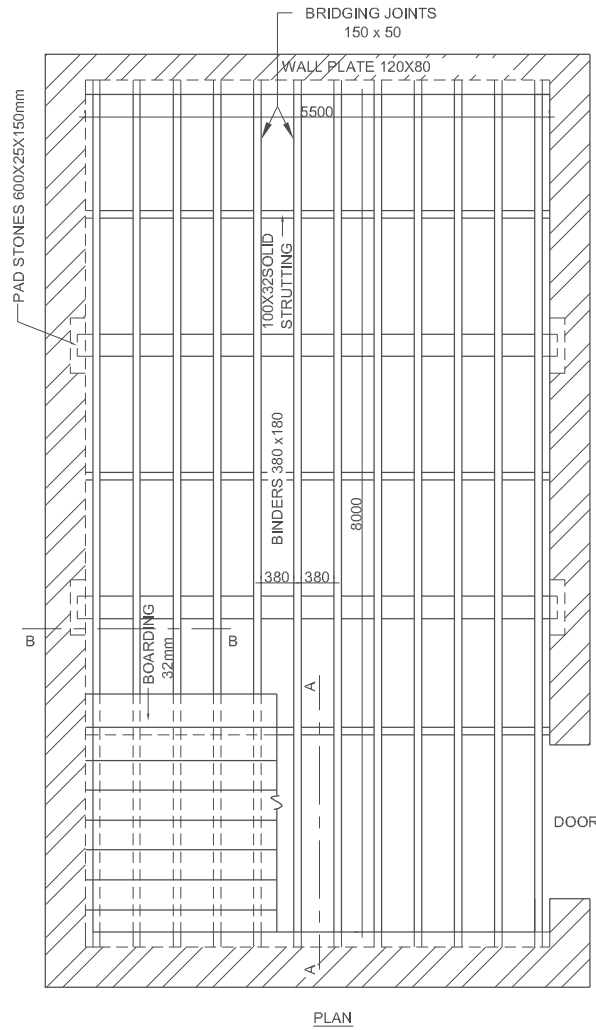 BRIDGING JOINTS
150 x 50
WALL PLATE 120X80
5500
PAD STONES 600X25X150mm
100X32SOLID
STRUTTING
BINDERS 380 x180
8000
380
380
B
B
BOARDING
32mm
A
DOOR
A
PLAN